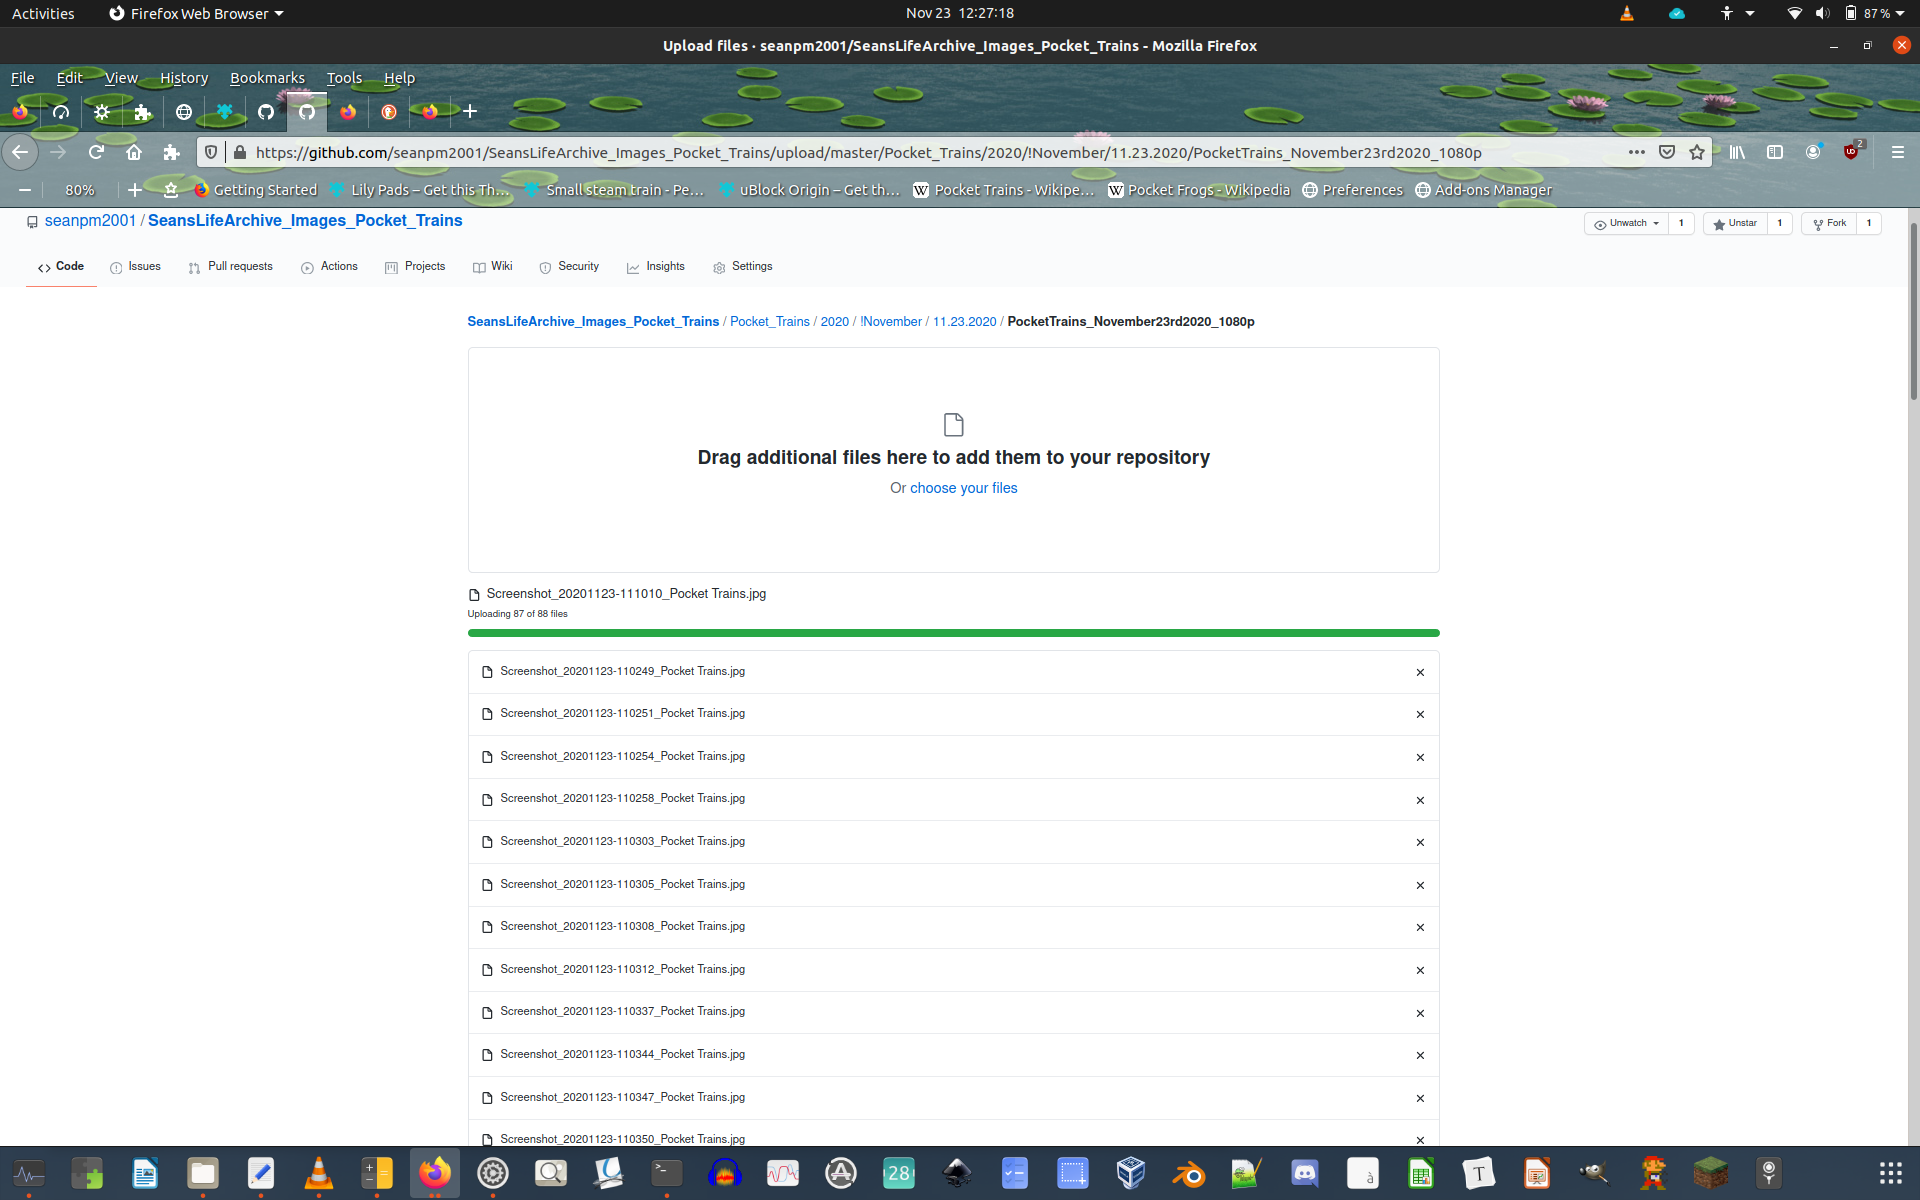 Activities Firefox Web Browser Nov 23 12:27:18 87 %
Upload files · seanpm2001/SeansLifeArchive_Images_Pocket_Trains - Mozilla Firefox
File Edit View History Bookmarks Tools Help
https://github.com/seanpm2001/SeansLifeArchive_Images_Pocket_Trains/upload/master/Pocket_Trains/2020/!November/11.23.2020/PocketTrains_November23rd2020_1080p 2
80% Getting Started Lily Pads – Get this Th… Small steam train - Pe… uBlock Origin – Get th… Pocket Trains - Wikipe… Pocket Frogs - Wikipedia Preferences Add-ons Manager
seanpm2001 / SeansLifeArchive_Images_Pocket_Trains Unwatch 1 Unstar 1 Fork 1
Code Issues Pull requests Actions Projects Wiki Security Insights Settings
SeansLifeArchive_Images_Pocket_Trains / Pocket_Trains / 2020 / !November / 11.23.2020 / PocketTrains_November23rd2020_1080p
Drag additional files here to add them to your repository
Or choose your files
Screenshot_20201123-111010_Pocket Trains.jpg
Uploading 87 of 88 files
Screenshot_20201123-110249_Pocket Trains.jpg
Screenshot_20201123-110251_Pocket Trains.jpg
Screenshot_20201123-110254_Pocket Trains.jpg
Screenshot_20201123-110258_Pocket Trains.jpg
Screenshot_20201123-110303_Pocket Trains.jpg
Screenshot_20201123-110305_Pocket Trains.jpg
Screenshot_20201123-110308_Pocket Trains.jpg
Screenshot_20201123-110312_Pocket Trains.jpg
Screenshot_20201123-110337_Pocket Trains.jpg
Screenshot_20201123-110344_Pocket Trains.jpg
Screenshot_20201123-110347_Pocket Trains.jpg
Screenshot_20201123-110350_Pocket Trains.jpg
28 à T